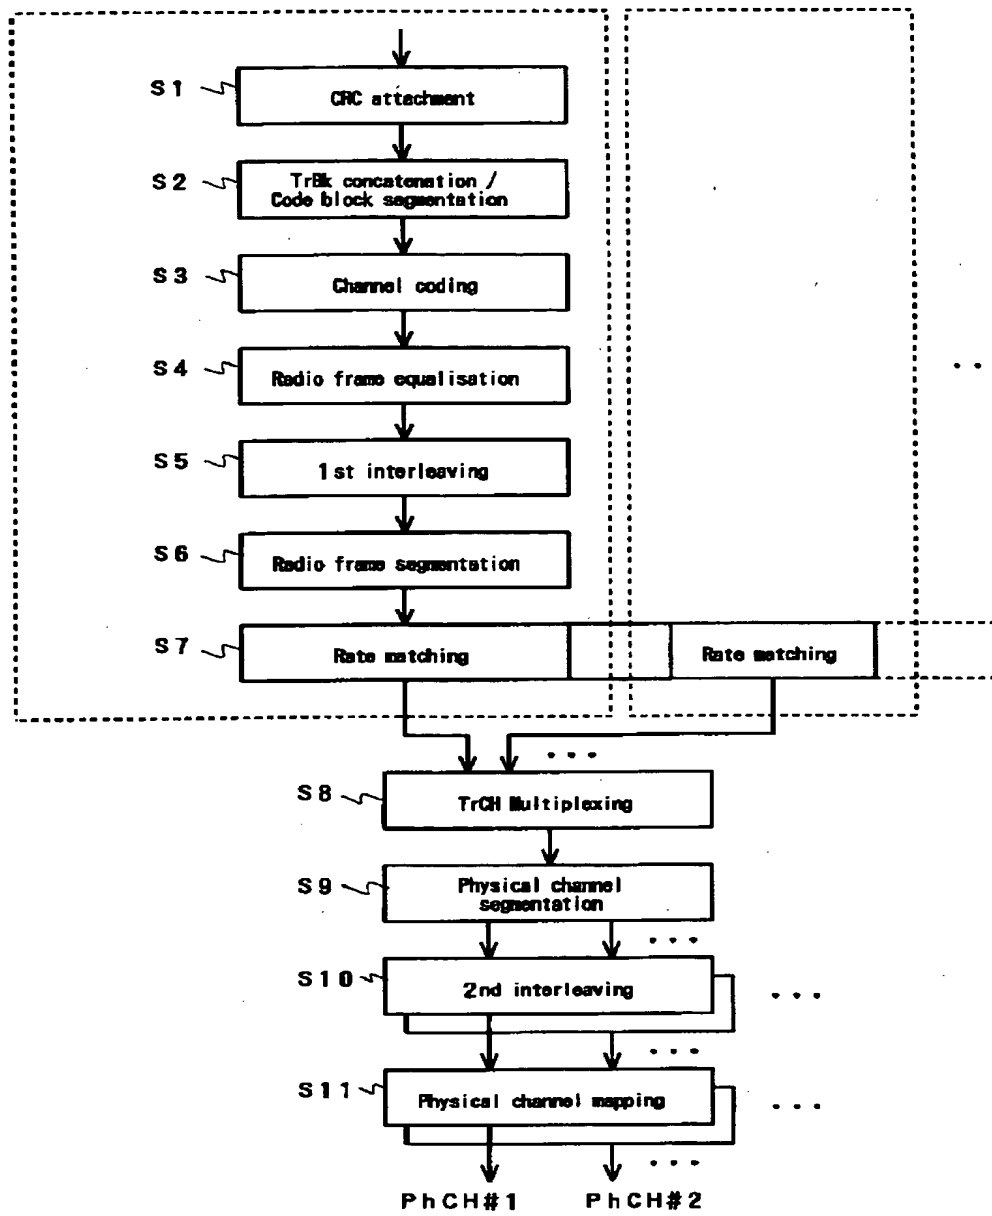 S1
CRC attachment
S2
TrBk concatenation /
Code block segmentation
S3
Channel coding
S4
Radio frame equalisation
S5
1st interleaving
S6
Radio frame segmentation
S7
Rate matching
Rate matching
S8
TrCH Multiplexing
S9
Physical channel
segmentation
S10
2nd interleaving
S11
Physical channel mapping
PhCH#1 PhCH#2